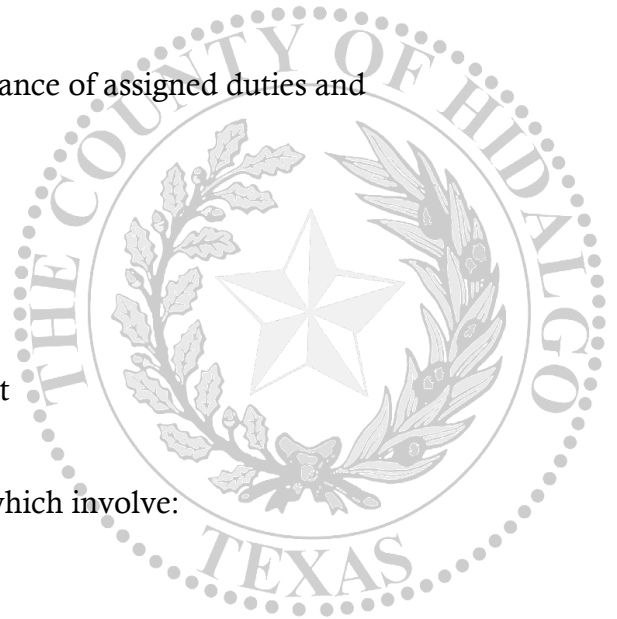 ance of assigned duties and
THE COUNTY OF HIDALGO
t
which involve:
TEXAS